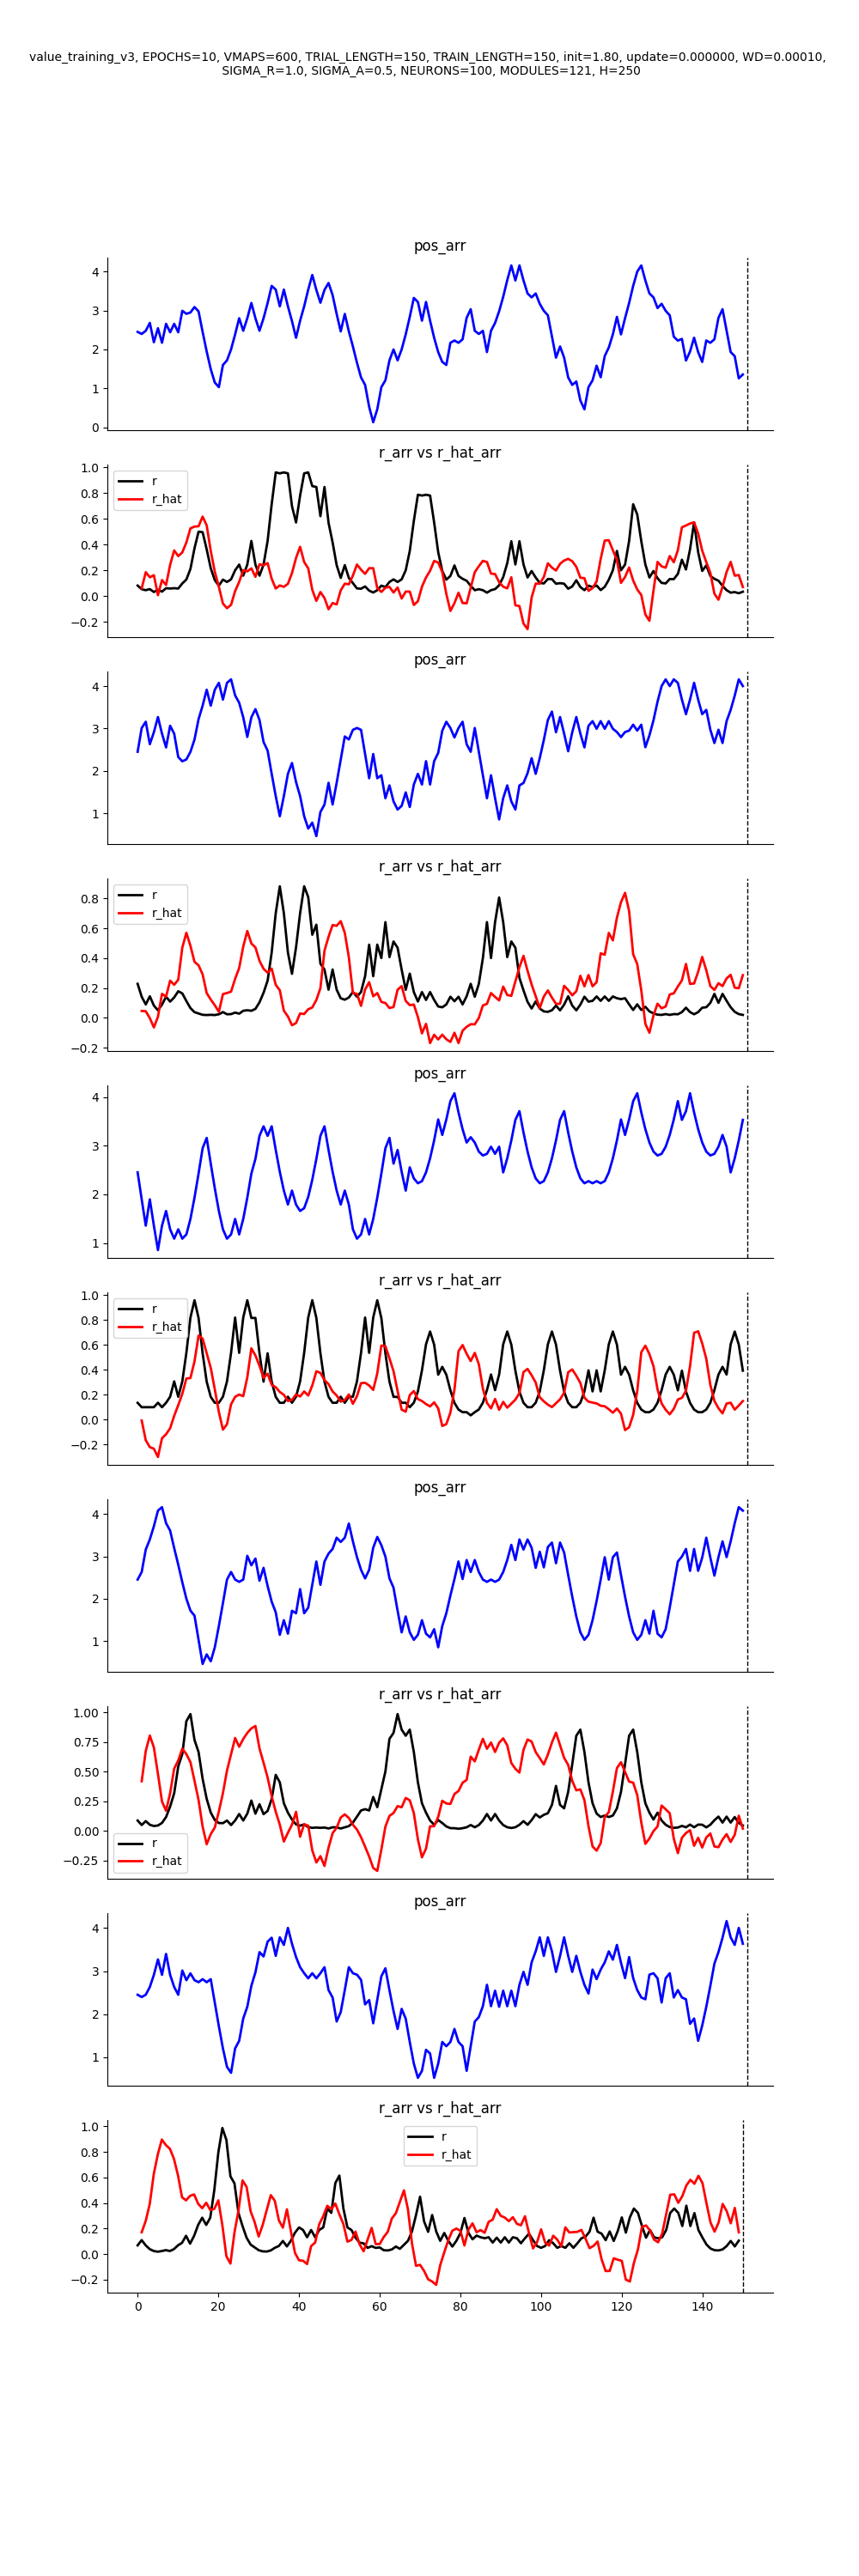 value_training_v3, EPOCHS=10, VMAPS=600, TRIAL_LENGTH=150, TRAIN_LENGTH=150, init=1.80, update=0.000000, WD=0.00010,
SIGMA_R=1.0, SIGMA_A=0.5, NEURONS=100, MODULES=121, H=250
pos_arr
4
3
2
1
0
r_arr vs r_hat_arr
1.0
0.8
0.6
0.4
0.2
0.0
−0.2
r
r_hat
pos_arr
4
3
2
1
r_arr vs r_hat_arr
0.8
0.6
0.4
0.2
0.0
−0.2
r
r_hat
pos_arr
4
3
2
1
r_arr vs r_hat_arr
1.0
0.8
0.6
0.4
0.2
0.0
−0.2
r
r_hat
pos_arr
4
3
2
1
r_arr vs r_hat_arr
1.00
0.75
0.50
0.25
0.00
−0.25
r
r_hat
pos_arr
4
3
2
1
r_arr vs r_hat_arr
1.0
0.8
0.6
0.4
0.2
0.0
−0.2
r
r_hat
0 20 40 60 80 100 120 140